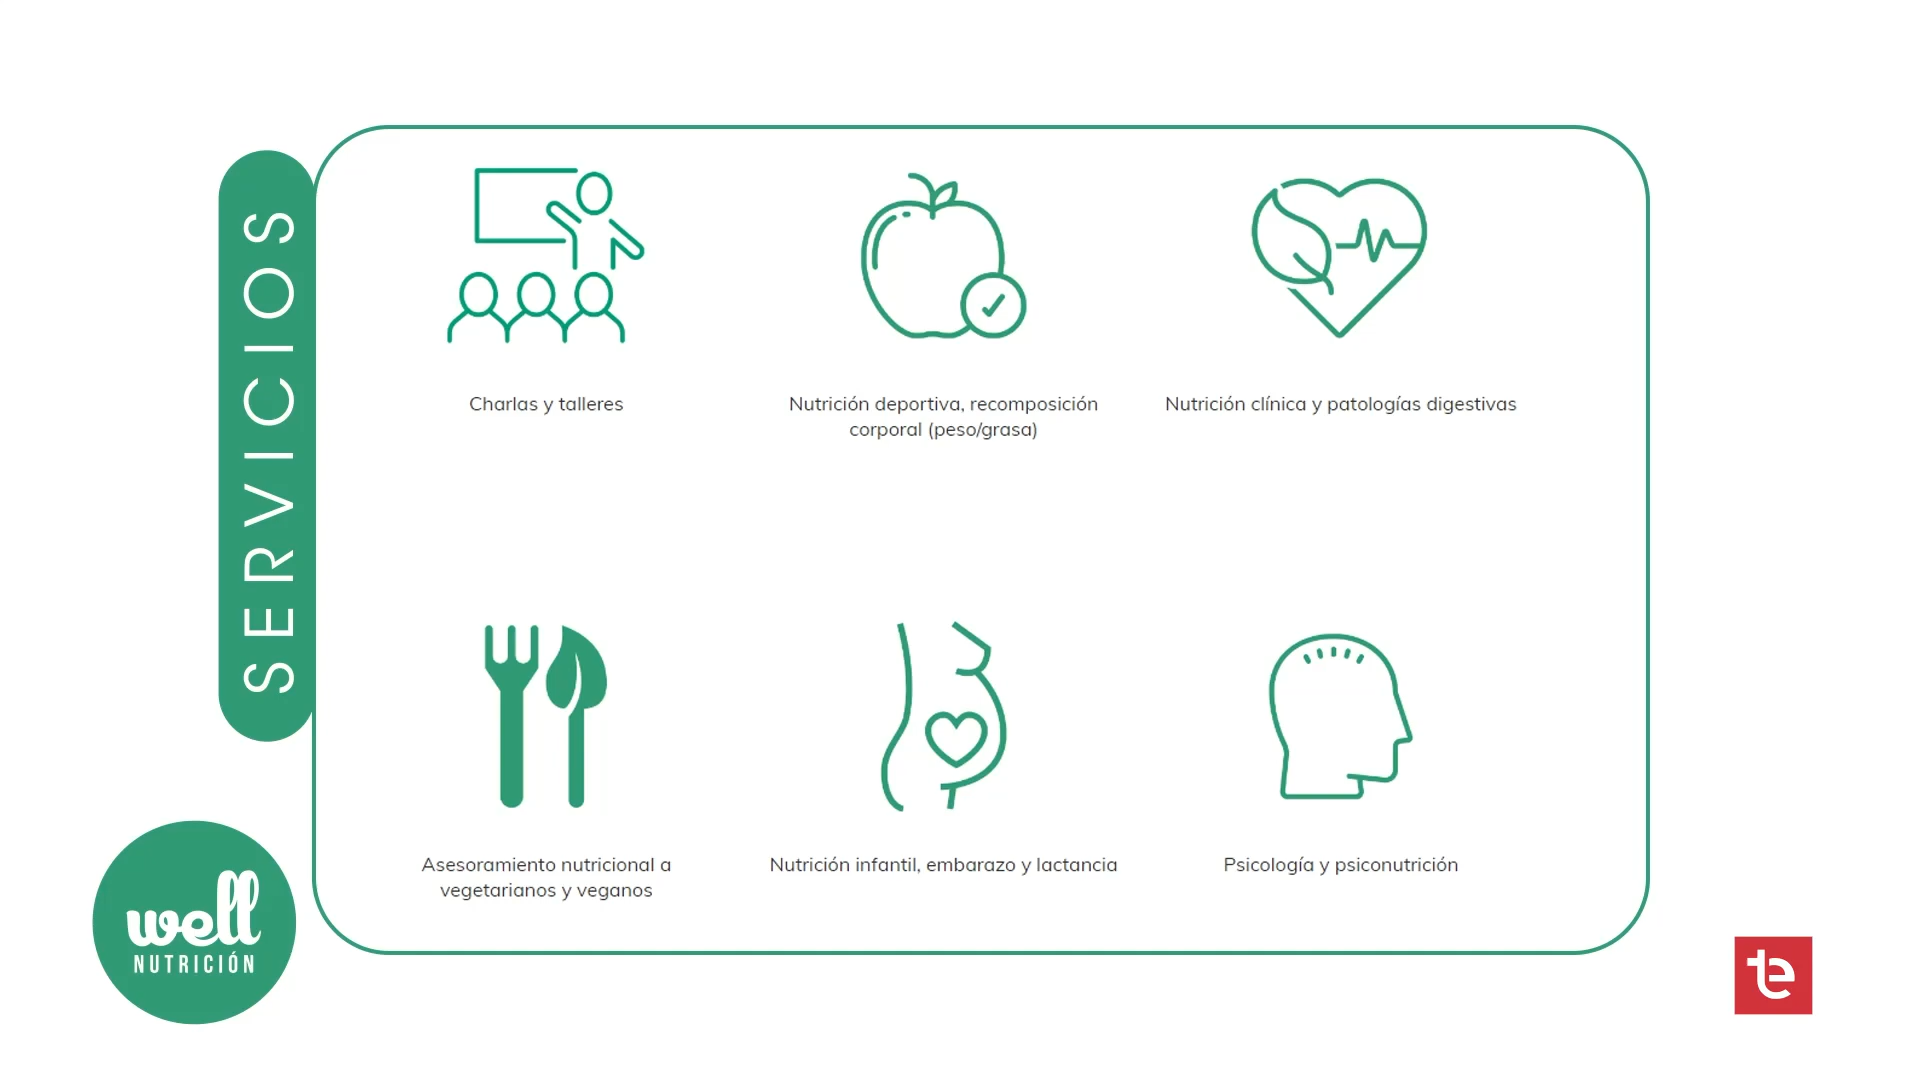 SERVICIOS
Charlas y talleres
Nutrición deportiva, recomposición
corporal (peso/grasa)
Nutrición clínica y patologías digestivas
Asesoramiento nutricional a
vegetarianos y veganos
Nutrición infantil, embarazo y lactancia
Psicología y psiconutrición
well
NUTRICIÓN
te